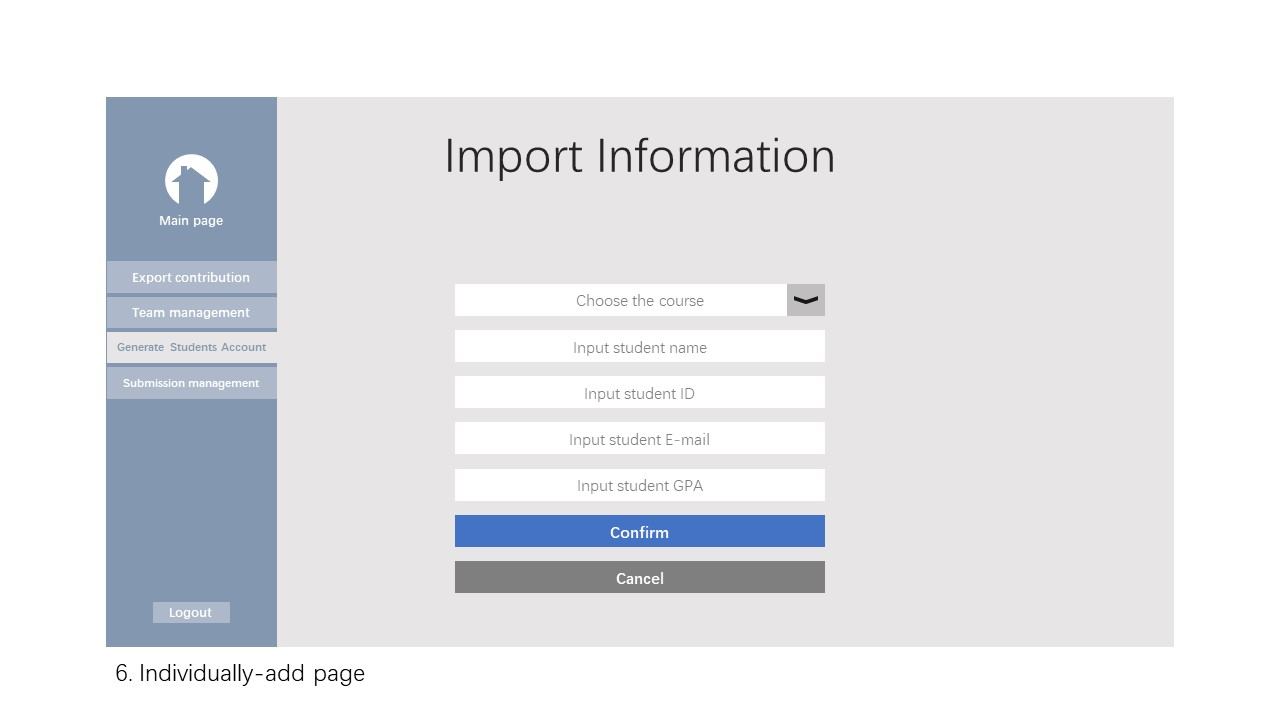 Import Information
Main page
Export contribution
Team management
Generate Students Account
Submission management
Logout
Choose the course
Input student name
Input student ID
Input student E-mail
Input student GPA
Confirm
Cancel
6. Individually-add page